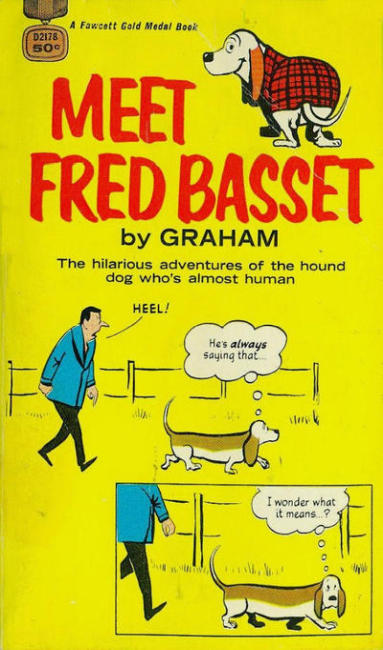 A Fawcett Gold Medal Book
D2178
50¢
MEET
FRED BASSET
by GRAHAM
The hilarious adventures of the hound
dog who's almost human
HEEL!
He's always
saying that...
I wonder what
it means...?